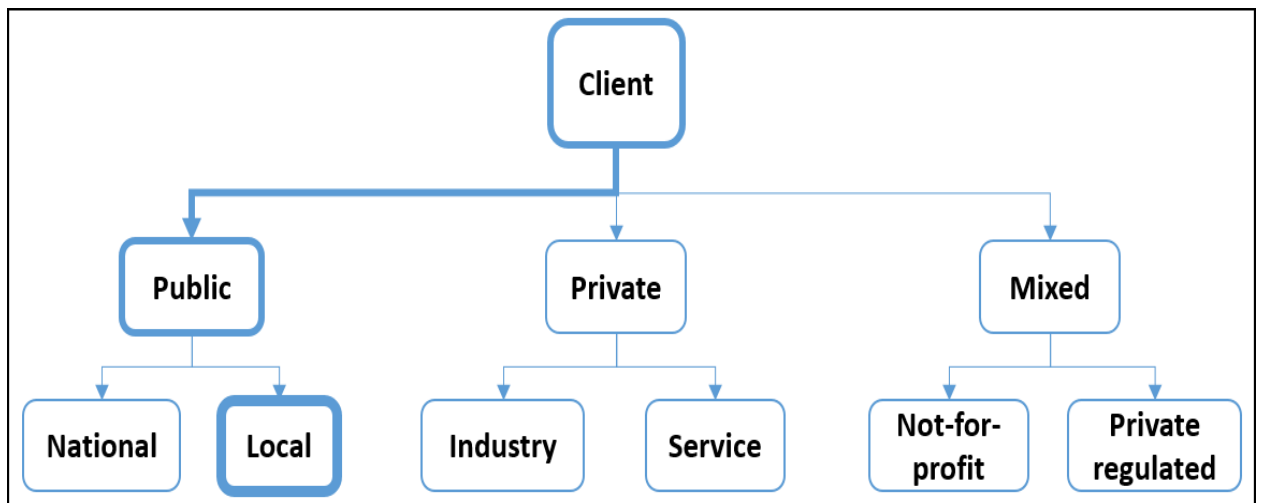 Client
Public
Private
Mixed
National
Local
Industry
Service
Not-for-
profit
Private
regulated